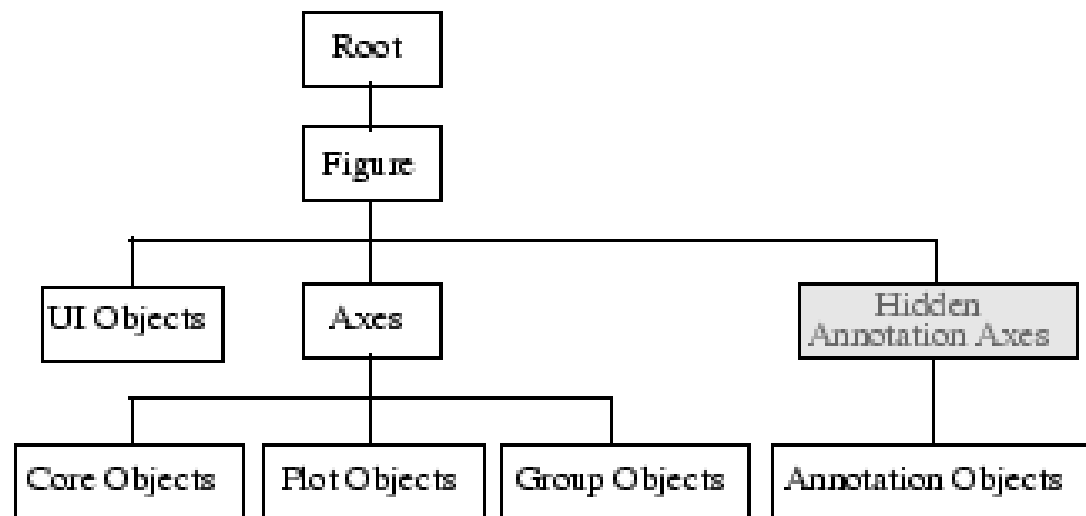 Root
Figure
UI Objects
Axes
Hidden
Annotation Axes
Core Objects
Plot Objects
Group Objects
Annotation Objects